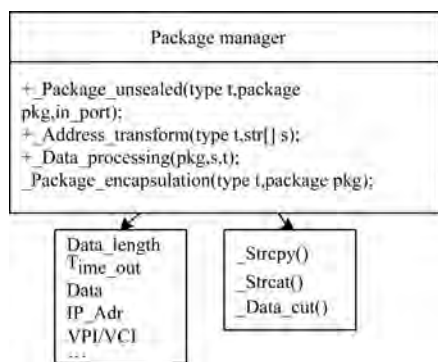 Package manager
+_Package_unsealed(type t,package
pkg,in_port);
+_Address_transform(type t,str[] s);
+_Data_processing(pkg,s,t);
_Package_encapsulation(type t,package pkg);
Data_length
Time_out
Data
IP_Adr
VPI/VCI
...
_Strcpy()
_Strcat()
_Data_cut()